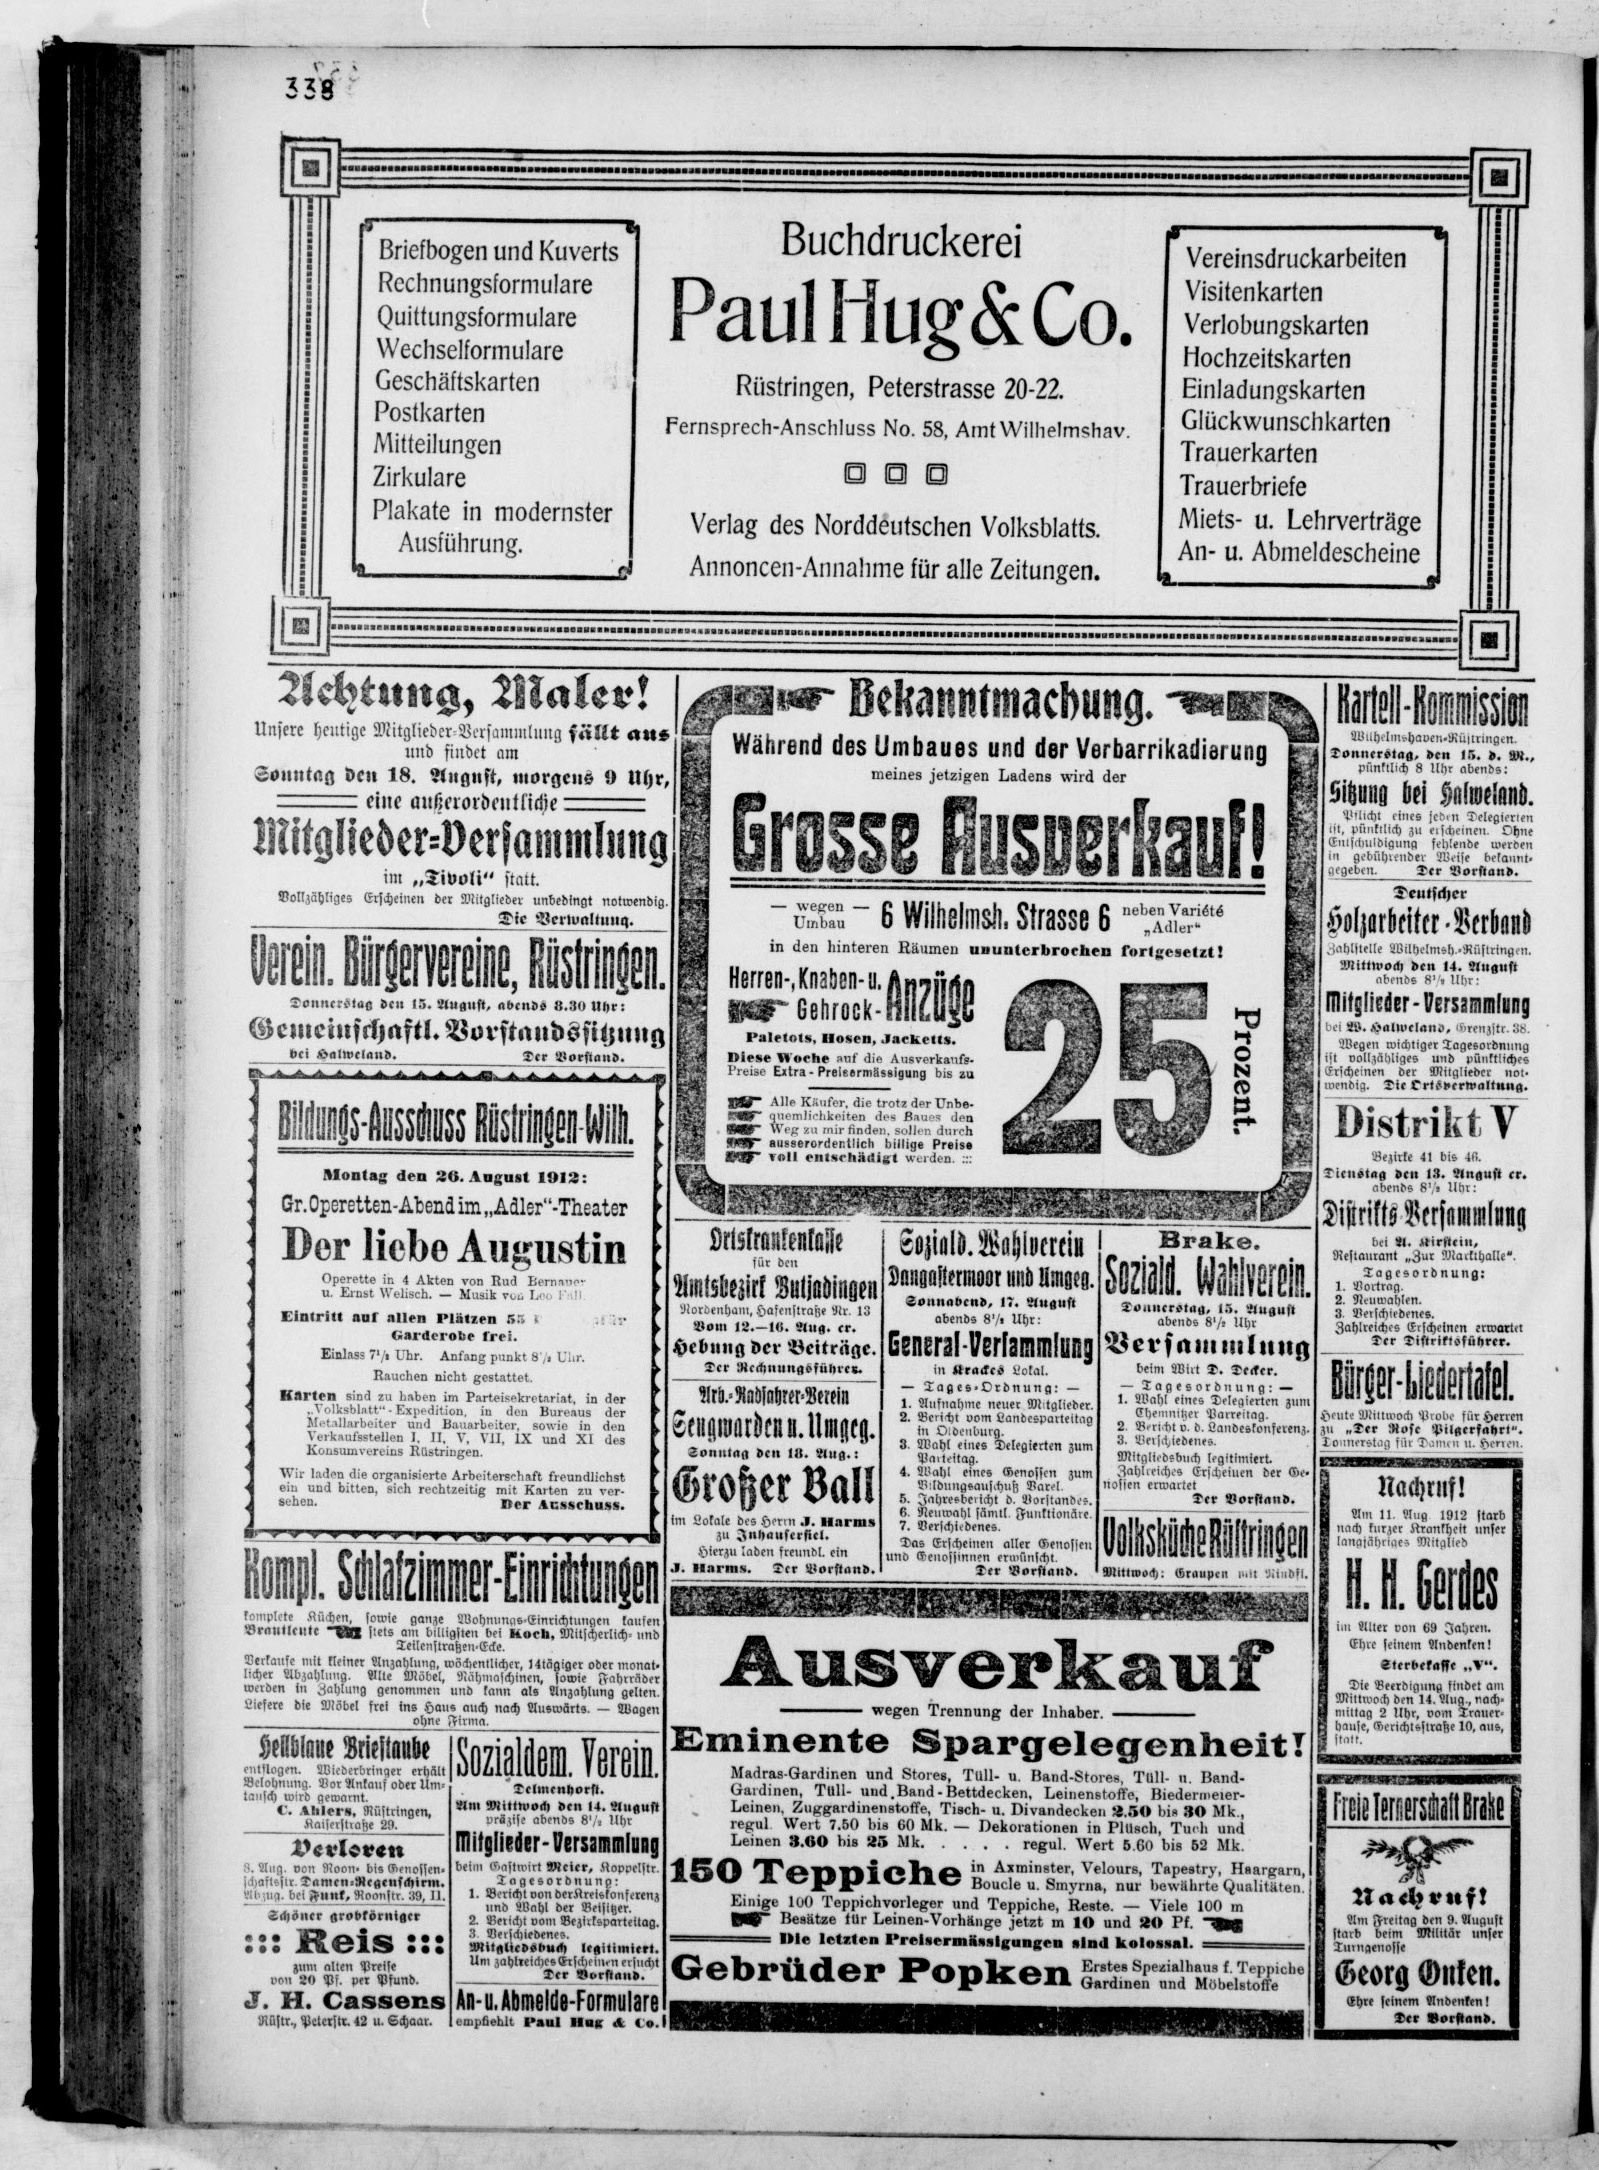 338
Buchdruckerei
Paul Hug & Co.
Rüstringen, Peterstrasse 20-22.
Fernsprech-Anschluss No. 58, Amt Wilhelmshav.
Verlag des Norddeutschen Volksblatts.
Annoncen-Annahme für alle Zeitungen.
Briefbogen und Kuverts
Rechnungsformulare
Quittungsformulare
Wechselformulare
Geschäftskarten
Postkarten
Mitteilungen
Zirkulare
Plakate in modernster
Ausführung.
Vereinsdruckarbeiten
Visitenkarten
Verlobungskarten
Hochzeitskarten
Einladungskarten
Glückwunschkarten
Trauerkarten
Trauerbriefe
Miets- u. Lehrverträge
An- u. Abmeldescheine
Achtung, Maler!
Unsere heutige Mitglieder-Versammlung fällt aus
und findet am
Sonntag den 18. August, morgens 9 Uhr,
eine außerordentliche
Mitglieder-Versammlung
im „Tivoli“ statt.
Vollzähliges Erscheinen der Mitglieder unbedingt notwendig.
Die Verwaltung.
Verein. Bürgervereine, Rüstringen.
Donnerstag den 15. August, abends 8.30 Uhr:
Gemeinschaftl. Vorstandssitzung
bei Halweland. Der Vorstand.
Bildungs-Ausschuss Rüstringen-Wilh.
Montag den 26. August 1912:
Gr. Operetten-Abend im „Adler“-Theater
Der liebe Augustin
Operette in 4 Akten von Rud Bernauer
u. Ernst Welisch. — Musik von Leo Fall.
Eintritt auf allen Plätzen 55
Garderobe frei.
Einlass 7½ Uhr. Anfang punkt 8½ Uhr.
Rauchen nicht gestattet.
Karten sind zu haben im Parteisekretariat, in der
„Volksblatt“-Expedition, in den Bureaus der
Metallarbeiter und Bauarbeiter, sowie in den
Verkaufsstellen I, II, V, VII, IX und XI des
Konsumvereins Rüstringen.
Wir laden die organisierte Arbeiterschaft freundlichst
ein und bitten, sich rechtzeitig mit Karten zu ver-
sehen. Der Ausschuss.
Kompl. Schlafzimmer-Einrichtungen
komplete Küchen, sowie ganze Wohnungs-Einrichtungen kaufen
Brautleute stets am billigsten bei Koch, Mitscherlich- und
Teilenstraßen-Ecke.
Verkaufe mit kleiner Anzahlung, wöchentlicher, 14tägiger oder monat-
licher Abzahlung. Alte Möbel, Nähmaschinen, sowie Fahrräder
werden in Zahlung genommen und kann als Anzahlung gelten.
Liefere die Möbel frei ins Haus auch nach Auswärts. — Wagen
ohne Firma.
Hellblaue Brieftaube
entflogen. Wiederbringer erhält
Belohnung. Vor Ankauf oder Um-
tausch wird gewarnt.
C. Ahlers, Rüstringen,
Kaiserstraße 29.
Verloren
8. Aug. von Roon- bis Genossen-
schaftsstr. Damen-Regenschirm.
Abzug. bei Funk, Roonstr. 39, II.
Schöner grobkörniger
::: Reis :::
zum alten Preise
von 20 Pf. per Pfund.
J. H. Cassens
Rüstr., Peterstr. 42 u. Schaar.
Sozialdem. Verein.
Delmenhorst.
Am Mittwoch den 14. August
präzise abends 8½ Uhr
Mitglieder-Versammlung
beim Gastwirt Meier, Koppelstr.
Tagesordnung:
1. Bericht von der Kreiskonferenz
und Wahl der Beisitzer.
2. Bericht vom Bezirksparteitag.
3. Verschiedenes.
Mitgliedsbuch legitimiert.
Um zahlreiches Erscheinen ersucht
Der Vorstand.
An- u. Abmelde-Formulare
empfiehlt Paul Hug & Co.
Bekanntmachung.
Während des Umbaues und der Verbarrikadierung
meines jetzigen Ladens wird der
Grosse Ausverkauf!
— wegen —
Umbau
6 Wilhelmsh. Strasse 6
neben Variété
„Adler“
in den hinteren Räumen ununterbrochen fortgesetzt!
Herren-, Knaben- u.
Gehrock-
Anzüge
Paletots, Hosen, Jacketts.
Diese Woche auf die Ausverkaufs-
Preise Extra-Preisermässigung bis zu
25
Prozent.
Alle Käufer, die trotz der Unbe-
quemlichkeiten des Baues den
Weg zu mir finden, sollen durch
ausserordentlich billige Preise
voll entschädigt werden. :::
Ortskrankenkasse
für den
Amtsbezirk Butjadingen
Nordenham, Hafenstraße Nr. 13
Vom 12.—16. Aug. cr.
Hebung der Beiträge.
Der Rechnungsführer.
Arb.-Radfahrer-Verein
Sengwarden u. Umgeg.
Sonntag den 18. Aug.:
Großer Ball
im Lokale des Herrn J. Harms
zu Inhausersiel.
Hierzu laden freundl. ein
J. Harms. Der Vorstand.
Soziald. Wahlverein
Dangastermoor und Umgeg.
Sonnabend, 17. August
abends 8½ Uhr:
General-Versammlung
in Krackes Lokal.
— Tages-Ordnung: —
1. Aufnahme neuer Mitglieder.
2. Bericht vom Landesparteitag
in Oldenburg.
3. Wahl eines Delegierten zum
Parteitag.
4. Wahl eines Genossen zum
Bildungsauschuß Varel.
5. Jahresbericht d. Vorstandes.
6. Neuwahl sämtl. Funktionäre.
7. Verschiedenes.
Das Erscheinen aller Genossen
und Genossinnen erwünscht.
Der Vorstand.
Brake.
Soziald. Wahlverein.
Donnerstag, 15. August
abends 8½ Uhr
Versammlung
beim Wirt D. Decker.
— Tagesordnung: —
1. Wahl eines Delegierten zum
Chemnitzer Parteitag.
2. Bericht v. d. Landeskonferenz.
3. Verschiedenes.
Mitgliedsbuch legitimiert.
Zahlreiches Erscheinen der Ge-
nossen erwartet
Der Vorstand.
Volksküche Rüstringen
Mittwoch: Graupen mit Rindfl.
Ausverkauf
wegen Trennung der Inhaber.
Eminente Spargelegenheit!
Madras-Gardinen und Stores, Tüll- u. Band-Stores, Tüll- u. Band-
Gardinen, Tüll- und Band-Bettdecken, Leinenstoffe, Biedermeier-
Leinen, Zuggardinenstoffe, Tisch- u. Divandecken 2.50 bis 30 Mk.,
regul. Wert 7.50 bis 60 Mk. — Dekorationen in Plüsch, Tuch und
Leinen 3.60 bis 25 Mk. . . . . regul. Wert 5.60 bis 52 Mk.
150 Teppiche in Axminster, Velours, Tapestry, Haargarn,
Boucle u. Smyrna, nur bewährte Qualitäten.
Einige 100 Teppichvorleger und Teppiche, Reste. — Viele 100 m
Besätze für Leinen-Vorhänge jetzt m 10 und 20 Pf.
Die letzten Preisermässigungen sind kolossal.
Gebrüder Popken Erstes Spezialhaus f. Teppiche
Gardinen und Möbelstoffe
Kartell-Kommission
Wilhelmshaven-Rüstringen.
Donnerstag, den 15. d. M.,
pünktlich 8 Uhr abends:
Sitzung bei Halweland.
Pflicht eines jeden Delegierten
ist, pünktlich zu erscheinen. Ohne
Entschuldigung fehlende werden
in gebührender Weise bekannt-
gegeben. Der Vorstand.
Deutscher
Holzarbeiter-Verband
Zahlstelle Wilhelmsh.-Rüstringen.
Mittwoch den 14. August
abends 8½ Uhr:
Mitglieder-Versammlung
bei W. Halweland, Grenzstr. 38.
Wegen wichtiger Tagesordnung
ist vollzähliges und pünktliches
Erscheinen der Mitglieder not-
wendig. Die Ortsverwaltung.
Distrikt V
Bezirke 41 bis 46.
Dienstag den 13. August cr.
abends 8½ Uhr:
Distrikts-Versammlung
bei A. Kirstein,
Restaurant „Zur Markthalle“.
Tagesordnung:
1. Vortrag.
2. Neuwahlen.
3. Verschiedenes.
Zahlreiches Erscheinen erwartet
Der Distriktsführer.
Bürger-Liedertafel.
Heute Mittwoch Probe für Herren
zu „Der Rose Pilgerfahrt“.
Donnerstag für Damen u. Herren.
Nachruf!
Am 11. Aug. 1912 starb
nach kurzer Krankheit unser
langjähriges Mitglied
H. H. Gerdes
im Alter von 69 Jahren.
Ehre seinem Andenken!
Sterbekasse „V“.
Die Beerdigung findet am
Mittwoch den 14. Aug., nach-
mittag 2 Uhr, vom Trauer-
hause, Gerichtsstraße 10, aus,
statt.
Freie Ternerschaft Brake
Nachruf!
Am Freitag den 9. August
starb beim Militär unser
Turngenosse
Georg Onken.
Ehre seinem Andenken!
Der Vorstand.